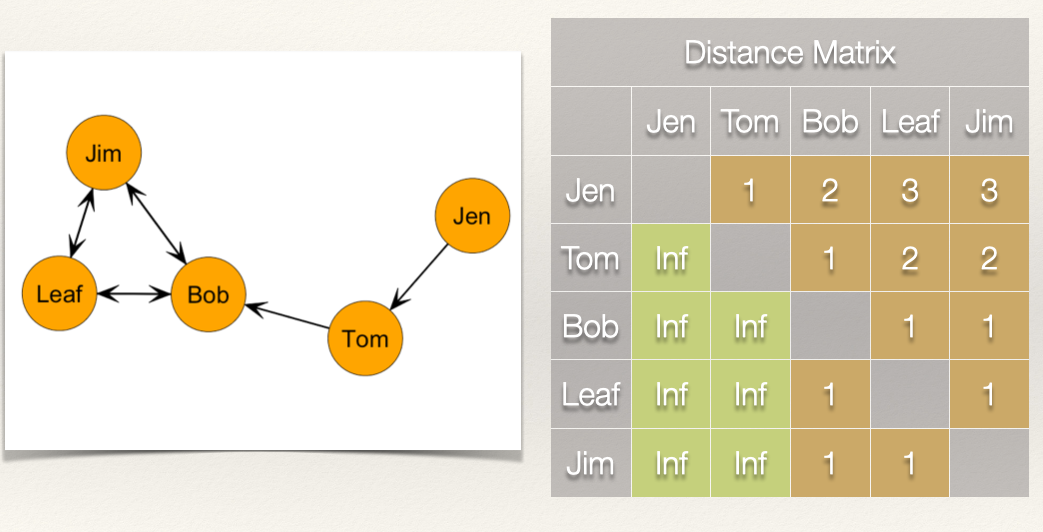 Jim
Jen
Leaf
Bob
Tom
Distance Matrix
Jen Tom Bob Leaf Jim
Jen 1 2 3 3
Tom Inf 1 2 2
Bob Inf Inf 1 1
Leaf Inf Inf 1 1
Jim Inf Inf 1 1